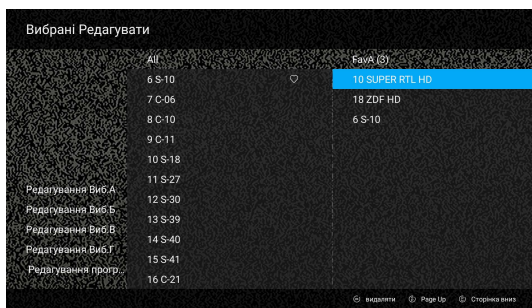 Вибрані Редагувати
All
6 S-10
7 C-06
8 C-10
9 C-11
10 S-18
11 S-27
12 S-30
13 S-39
14 S-40
15 S-41
16 C-21
FavA (3)
10 SUPER RTL HD
18 ZDF HD
6 S-10
Редагування Виб.А
Редагування Виб.Б
Редагування Виб.В
Редагування Виб.Г
Редагування прогр..
видаляти Page Up Сторінка вниз